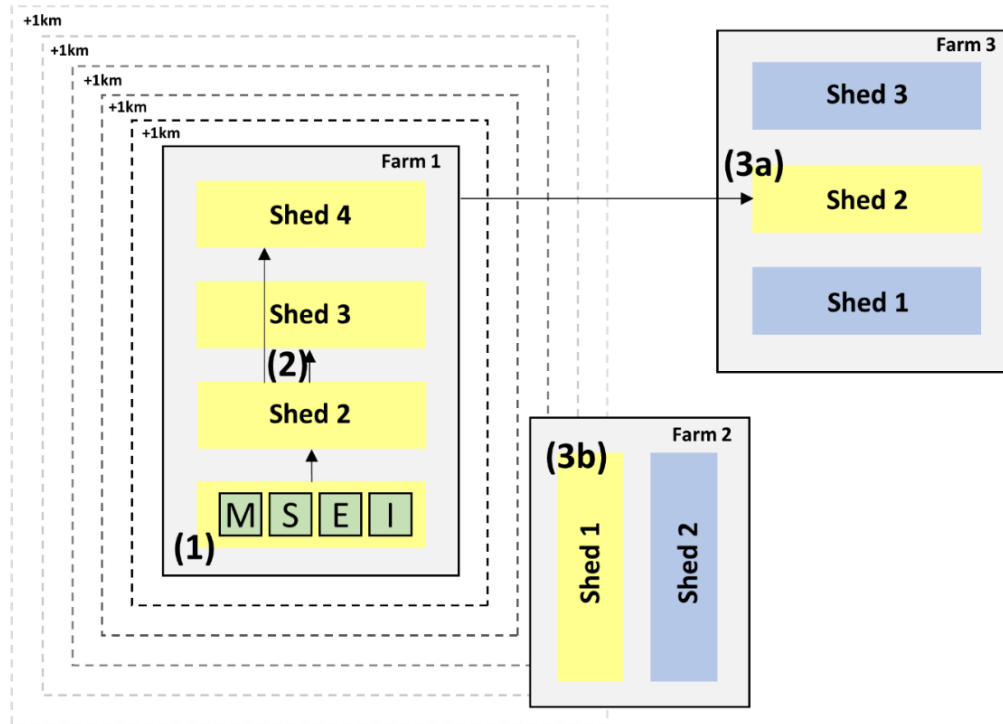 +1km
+1km
+1km
+1km
+1km
Farm 1
Shed 4
Shed 3
(2)
Shed 2
M S E I
(1)
Farm 3
Shed 3
(3a)
Shed 2
Shed 1
Farm 2
(3b)
Shed 1
Shed 2